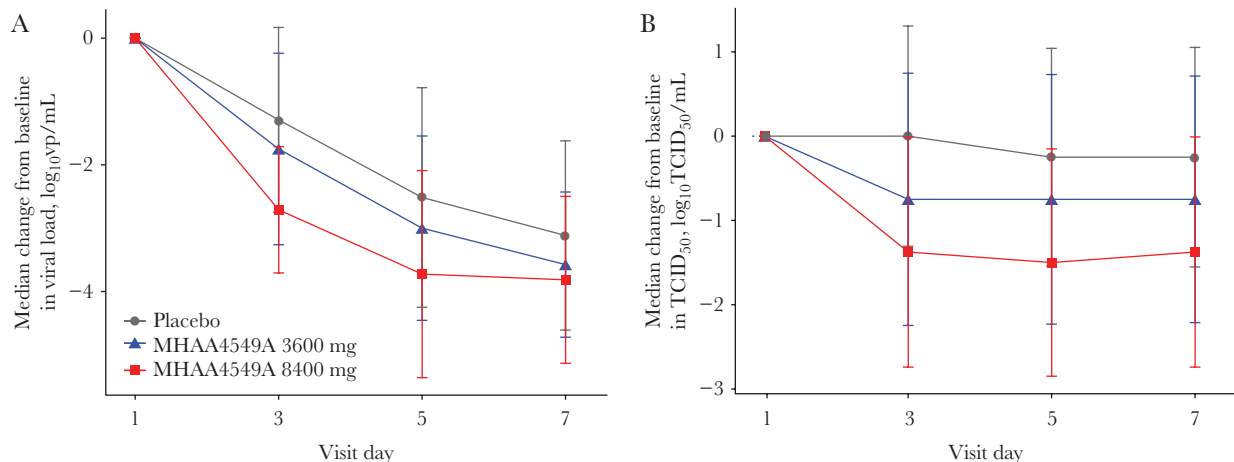 A
Median change from baseline
in viral load, log10vp/mL
0
−2
−4
Placebo
MHAA4549A 3600 mg
MHAA4549A 8400 mg
1
3
5
7
Visit day
B
Median change from baseline
in TCID50, log10TCID50/mL
1
0
−1
−2
−3
1
3
5
7
Visit day